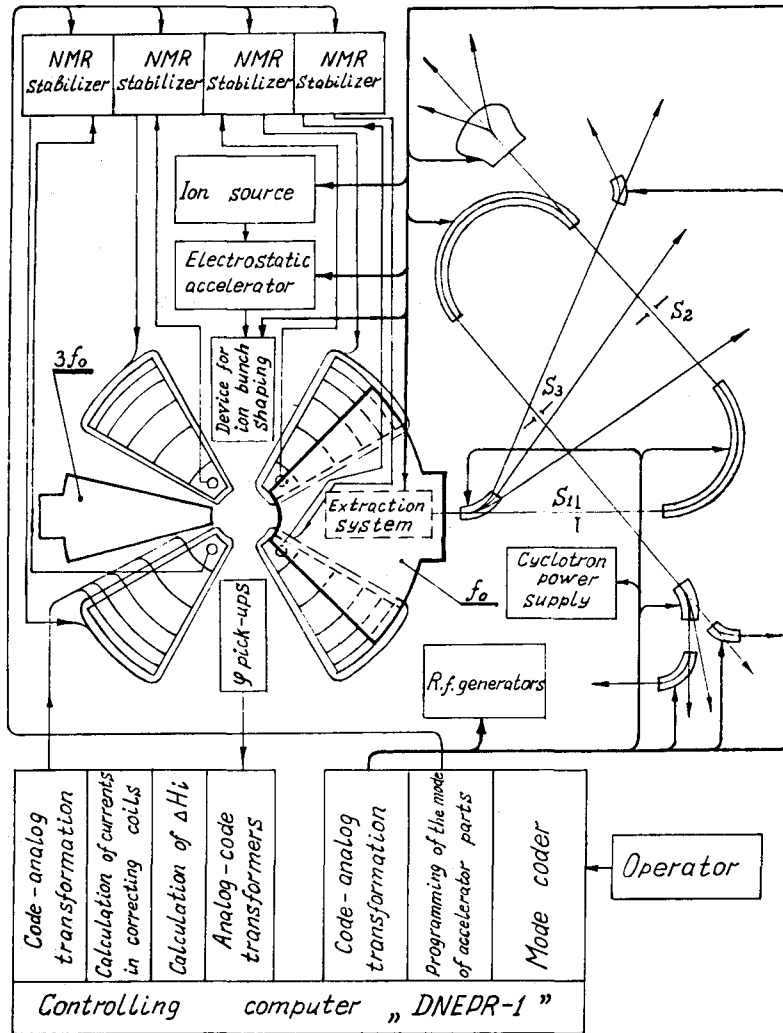 NMR
stabilizer
NMR
stabilizer
NMR
stabilizer
NMR
stabilizer
Ion source
Electrostatic
accelerator
Device for
ion bunch
shaping
3f₀
S₂
S₃
S₁
Extraction
system
f₀
Cyclotron
power
supply
φ pick-ups
R.f. generators
Code-analog
transformation
Calculation of currents
in correcting coils
Calculation of ΔHi
Analog-code
transformers
Code-analog
transformation
Programming of the mode
of accelerator parts
Mode coder
Operator
Controlling computer „DNEPR-1”